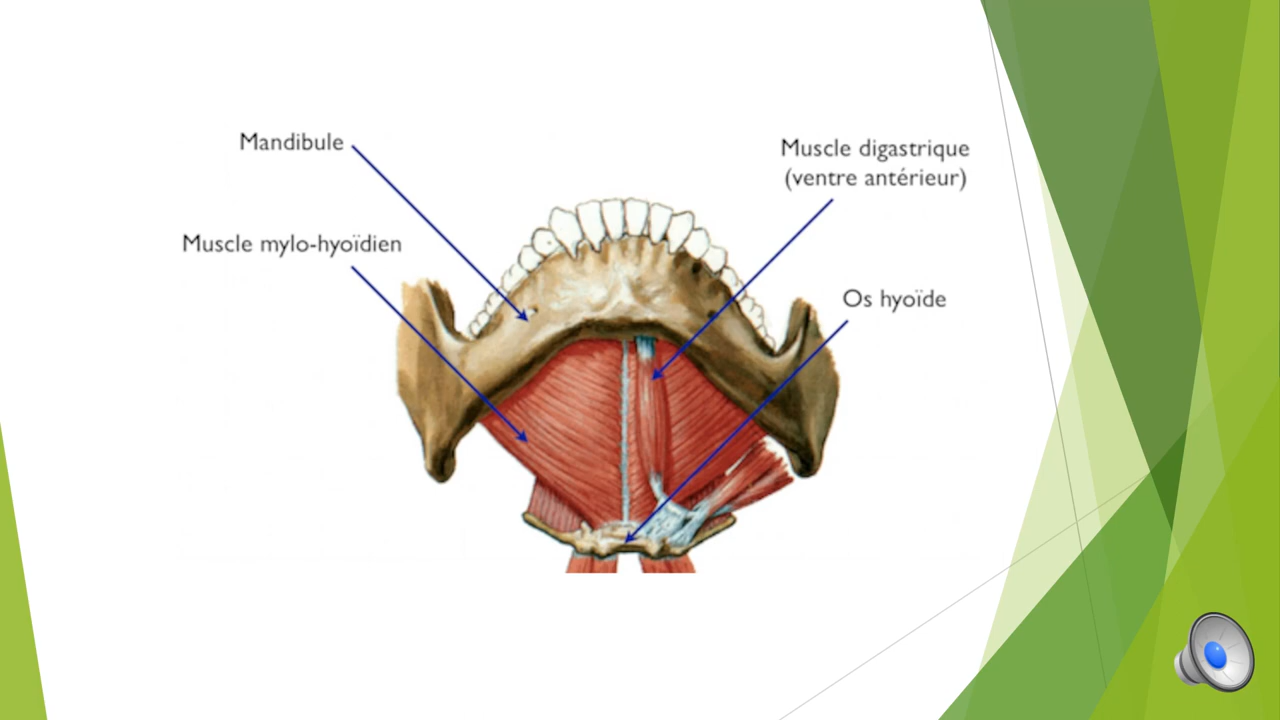 Mandibule
Muscle digastrique
(ventre antérieur)
Muscle mylo-hyoïdien
Os hyoïde